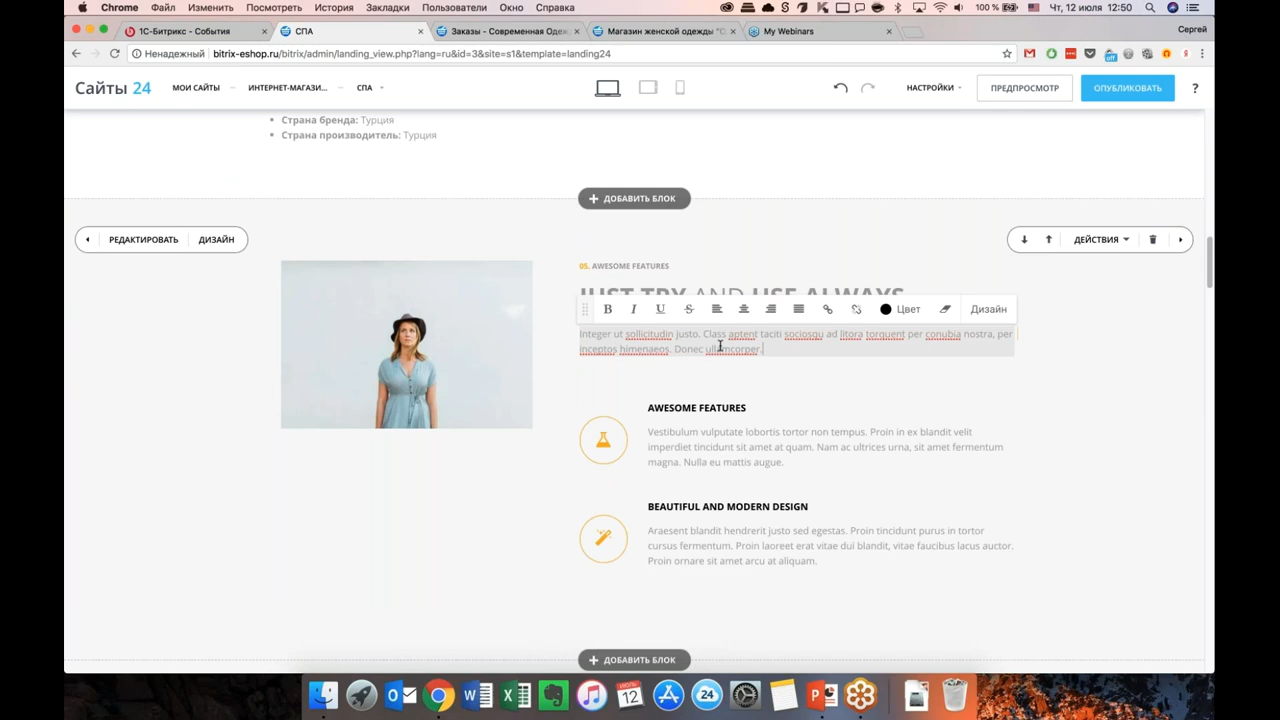 Chrome Файл Изменить Посмотреть История Закладки Пользователи Окно Справка 100 % Чт, 12 июля 12:50
1С-Битрикс - События × СПА × Заказы - Современная Одеж × Магазин женской одежды "С × My Webinars × Сергей
Ненадежный bitrix-eshop.ru/bitrix/admin/landing_view.php?lang=ru&id=3&site=s1&template=landing24
Сайты 24 МОИ САЙТЫ ИНТЕРНЕТ-МАГАЗИ... СПА НАСТРОЙКИ ПРЕДПРОСМОТР ОПУБЛИКОВАТЬ ?
• Страна бренда: Турция
• Страна производитель: Турция
+ ДОБАВИТЬ БЛОК
РЕДАКТИРОВАТЬ ДИЗАЙН ДЕЙСТВИЯ
05. AWESOME FEATURES
JUST TRY AND USE ALWAYS
B I U S Цвет Дизайн
Integer ut sollicitudin justo. Class aptent taciti sociosqu ad litora torquent per conubia nostra, per
inceptos himenaeos. Donec ullamcorper.
AWESOME FEATURES
Vestibulum vulputate lobortis tortor non tempus. Proin in ex blandit velit
imperdiet tincidunt sit amet at quam. Nam ac ultrices urna, sit amet fermentum
magna. Nulla eu mattis augue.
BEAUTIFUL AND MODERN DESIGN
Araesent blandit hendrerit justo sed egestas. Proin tincidunt purus in tortor
cursus fermentum. Proin laoreet erat vitae dui blandit, vitae faucibus lacus auctor.
Proin ornare sit amet arcu at aliquam.
+ ДОБАВИТЬ БЛОК
12
24